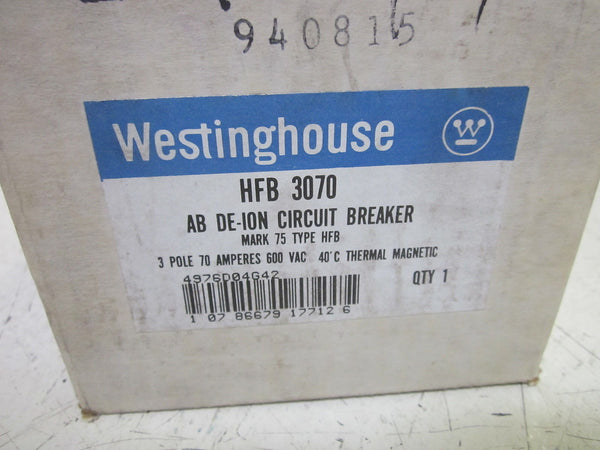 940815
Westinghouse W
HFB 3070
AB DE-ION CIRCUIT BREAKER
MARK 75 TYPE HFB
3 POLE 70 AMPERES 600 VAC 40°C THERMAL MAGNETIC
4976D04G42
QTY 1
1 07 86679 17712 6